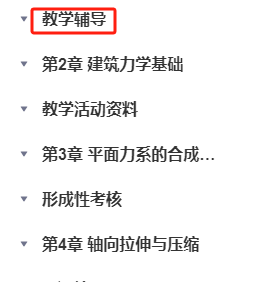 教学辅导
第2章 建筑力学基础
教学活动资料
第3章 平面力系的合成...
形成性考核
第4章 轴向拉伸与压缩